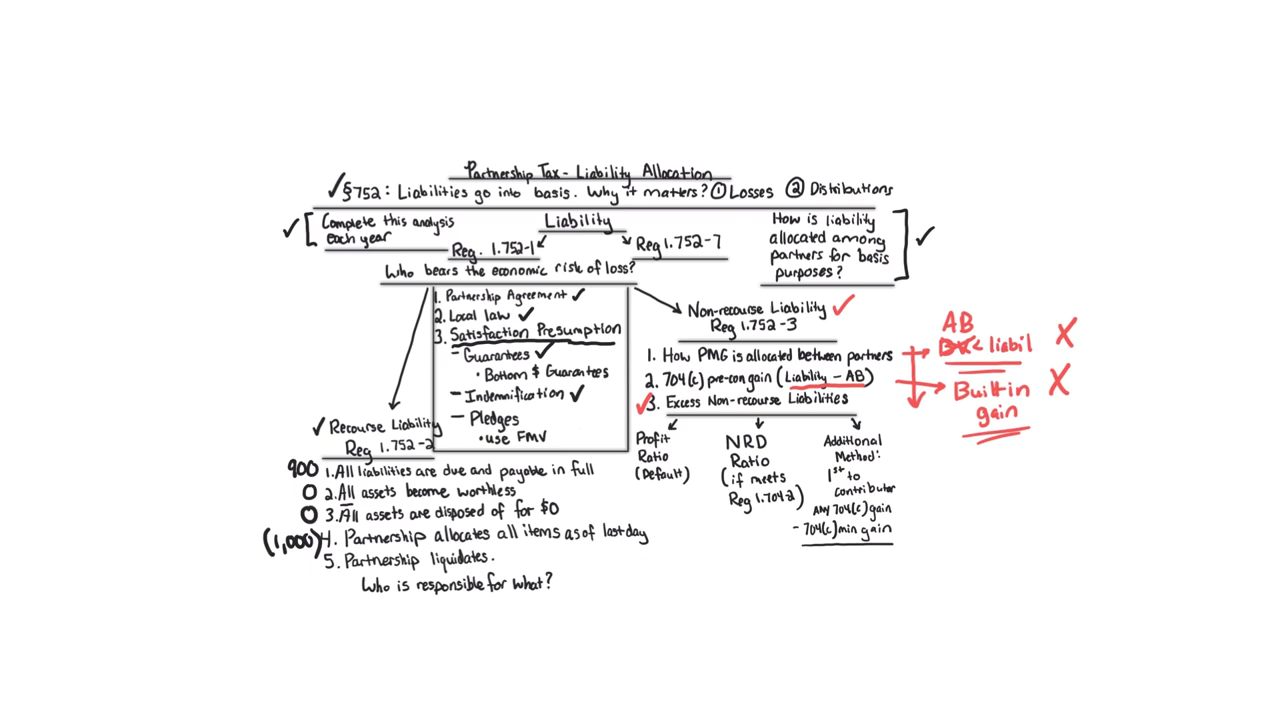 Partnership Tax - Liability Allocation
✓ §752: Liabilities go into basis. Why it matters? ① Losses ② Distributions
✓ [ Complete this analysis
each year
Liability
Reg. 1.752-1
Reg 1.752-7
How is liability
allocated among
partners for basis
purposes? ] ✓
Who bears the economic risk of loss?
1. Partnership Agreement ✓
2. Local law ✓
3. Satisfaction Presumption
- Guarantees ✓
• Bottom $ Guarantees
- Indemnification ✓
- Pledges
• use FMV
✓ Recourse Liability
Reg 1.752-2
900 1. All liabilities are due and payable in full
0 2. All assets become worthless
0 3. All assets are disposed of for $0
(1,000) 4. Partnership allocates all items as of last day
5. Partnership liquidates.
Who is responsible for what?
Non-recourse Liability ✓
Reg 1.752-3
1. How PMG is allocated between partners
2. 704(c) pre-con gain (Liability - AB)
✓ 3. Excess Non-recourse Liabilities
Profit
Ratio
(Default)
NRD
Ratio
(if meets
Reg 1.704-2)
Additional
Method:
1st to
contributor
any 704(c) gain
- 704(c) min gain
AB
< liabil X
Built-in X
gain